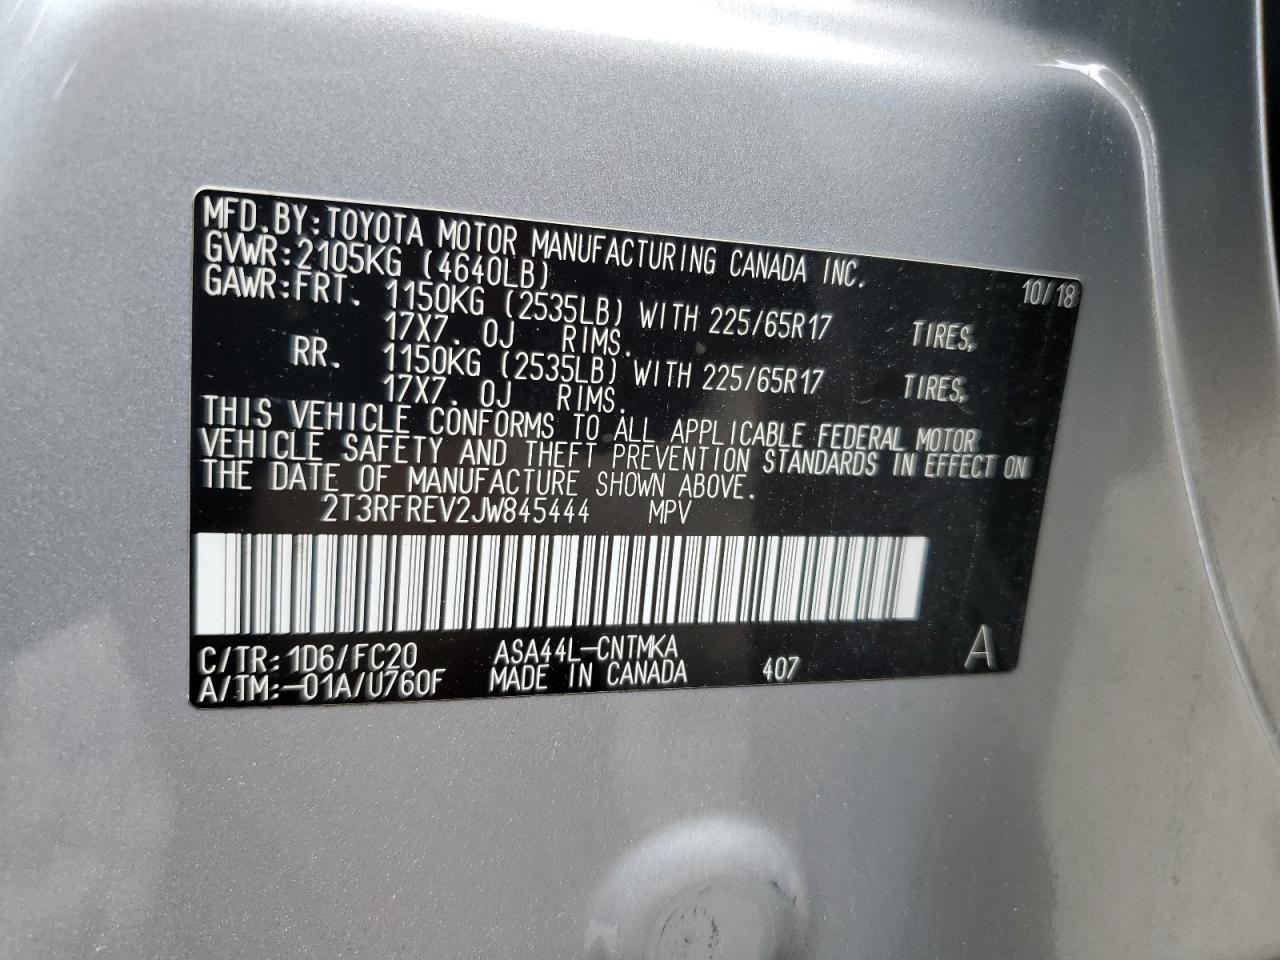 MFD.BY:TOYOTA MOTOR MANUFACTURING CANADA INC. 10/18
GVWR:2105KG (4640LB)
GAWR:FRT. 1150KG (2535LB) WITH 225/65R17 TIRES,
17X7.0J RIMS.
RR. 1150KG (2535LB) WITH 225/65R17 TIRES,
17X7.0J RIMS.
THIS VEHICLE CONFORMS TO ALL APPLICABLE FEDERAL MOTOR
VEHICLE SAFETY AND THEFT PREVENTION STANDARDS IN EFFECT ON
THE DATE OF MANUFACTURE SHOWN ABOVE.
2T3RFREV2JW845444 MPV
C/TR:1D6/FC20 ASA44L-CNTMKA
A/TM:-01A/U760F MADE IN CANADA 407 A